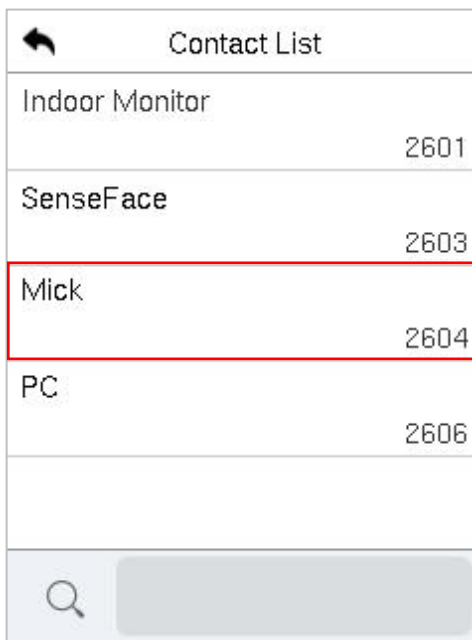 Contact List
Indoor Monitor
2601
SenseFace
2603
Mick
2604
PC
2606